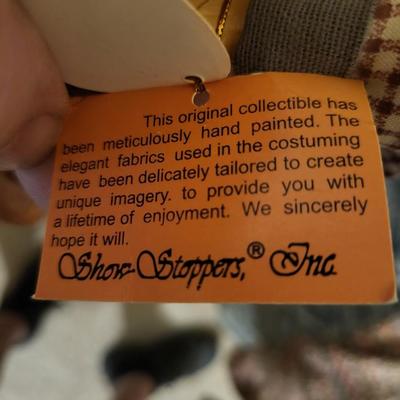 This original collectible has
been meticulously hand painted. The
elegant fabrics used in the costuming
have been delicately tailored to create
unique imagery. to provide you with
a lifetime of enjoyment. We sincerely
hope it will.
Show-Stoppers,® Inc.